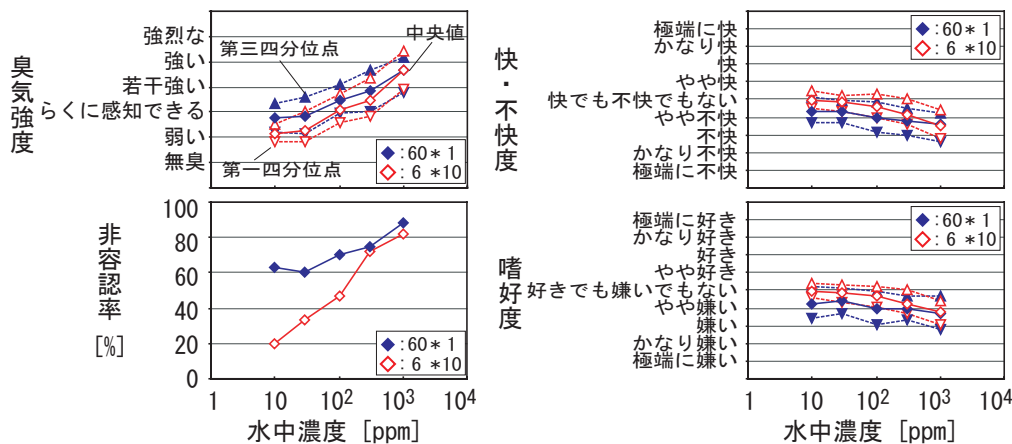 臭気強度
強烈な
強い
若干強い
らくに感知できる
弱い
無臭
第三四分位点
中央値
第一四分位点
:60*1
:6 *10
快・不快度
極端に快
かなり快
快
やや快
快でも不快でもない
やや不快
不快
かなり不快
極端に不快
:60*1
:6 *10
非容認率
[%]
100
80
60
40
20
0
:60*1
:6 *10
1 10 10² 10³ 10⁴
水中濃度 [ppm]
嗜好度
極端に好き
かなり好き
好き
やや好き
好きでも嫌いでもない
やや嫌い
嫌い
かなり嫌い
極端に嫌い
:60*1
:6 *10
1 10 10² 10³ 10⁴
水中濃度 [ppm]